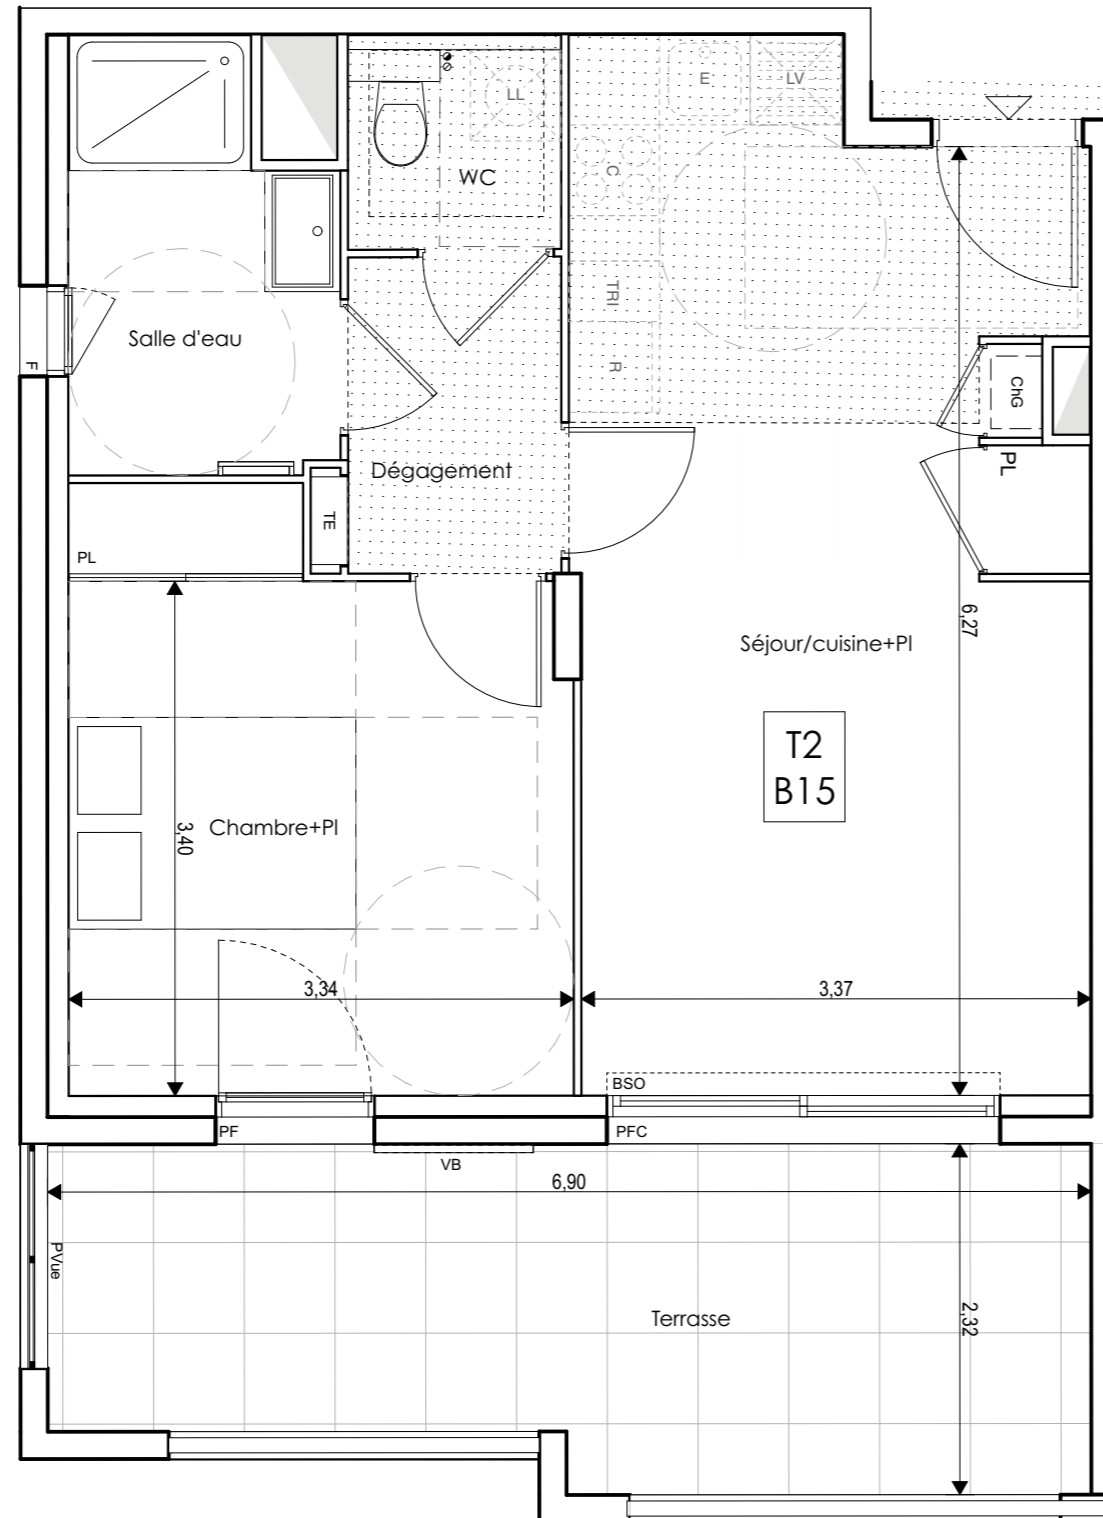 E
LV
LL
WC
C
TRI
R
F
Salle d'eau
ChG
PL
Dégagement
TE
PL
6,27
Séjour/cuisine+Pl
T2
B15
3,40
Chambre+Pl
3,34
3,37
BSO
PF
PFC
VB
6,90
PVue
Terrasse
2,32